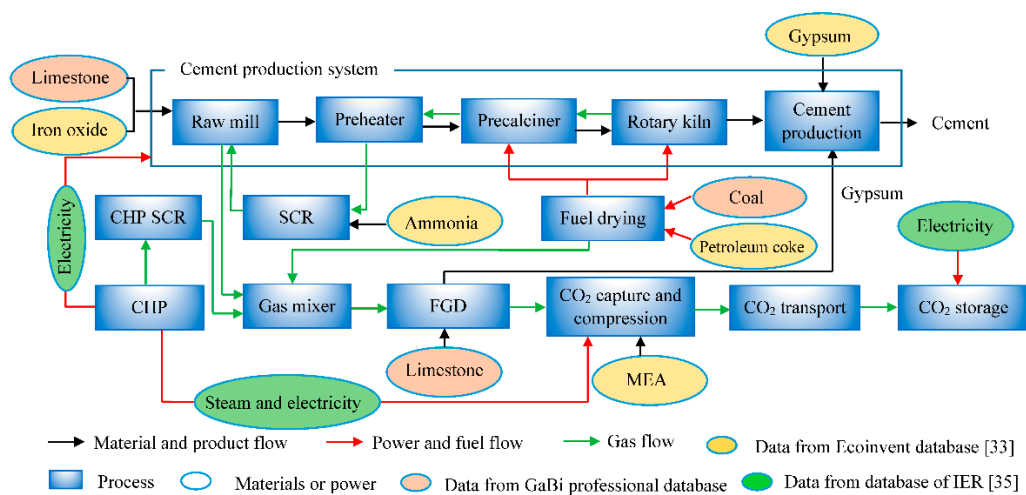 Gypsum
Cement production system
Limestone
Iron oxide
Raw mill
Preheater
Precalciner
Rotary kiln
Cement
production
Cement
Gypsum
Electricity
CHP SCR
SCR
Ammonia
Fuel drying
Coal
Petroleum coke
Electricity
CHP
Gas mixer
FGD
CO₂ capture and
compression
CO₂ transport
CO₂ storage
Limestone
MEA
Steam and electricity
Material and product flow
Power and fuel flow
Gas flow
Data from Ecoinvent database [33]
Process
Materials or power
Data from GaBi professional database
Data from database of IER [35]